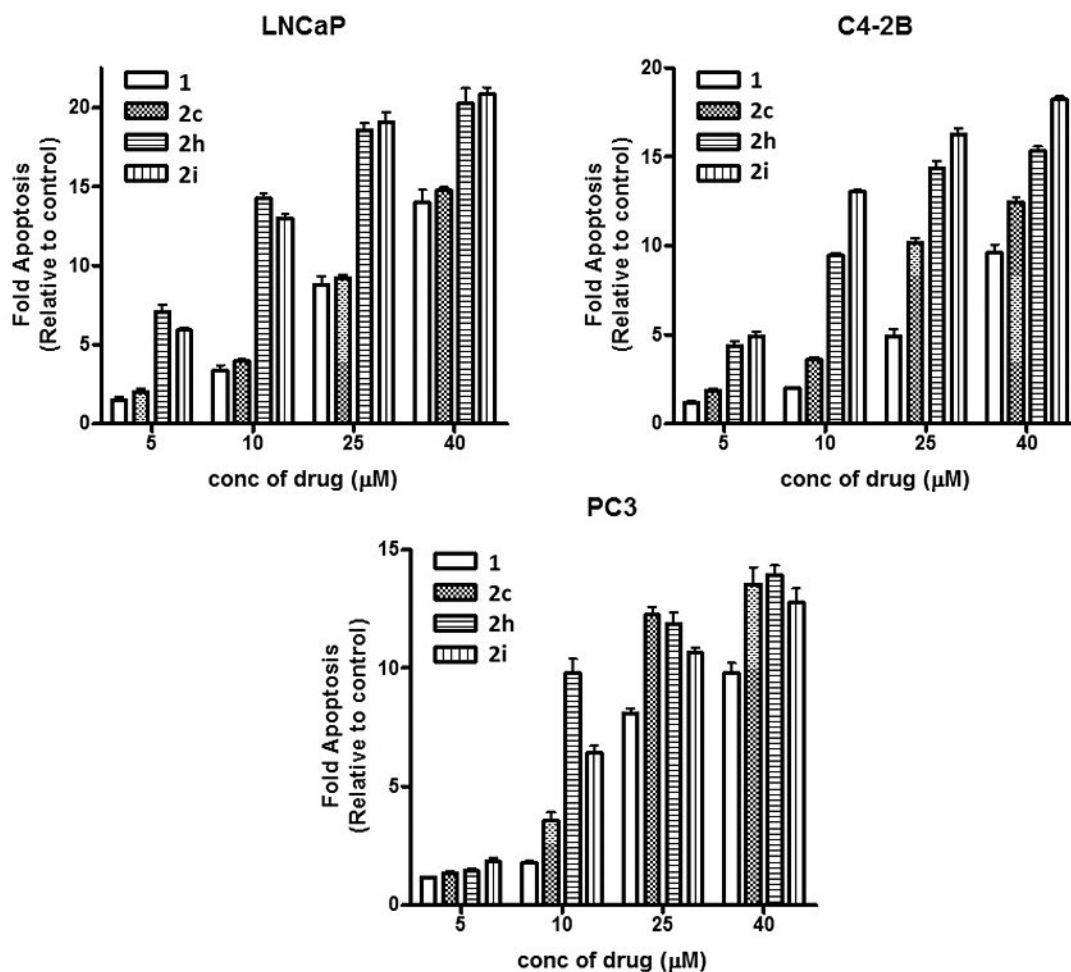 LNCaP
1
2c
2h
2i
20
15
10
5
0
Fold Apoptosis
(Relative to control)
5 10 25 40
conc of drug (μM)
C4-2B
1
2c
2h
2i
20
15
10
5
0
Fold Apoptosis
(Relative to control)
5 10 25 40
conc of drug (μM)
PC3
1
2c
2h
2i
15
10
5
0
Fold Apoptosis
(Relative to control)
5 10 25 40
conc of drug (μM)